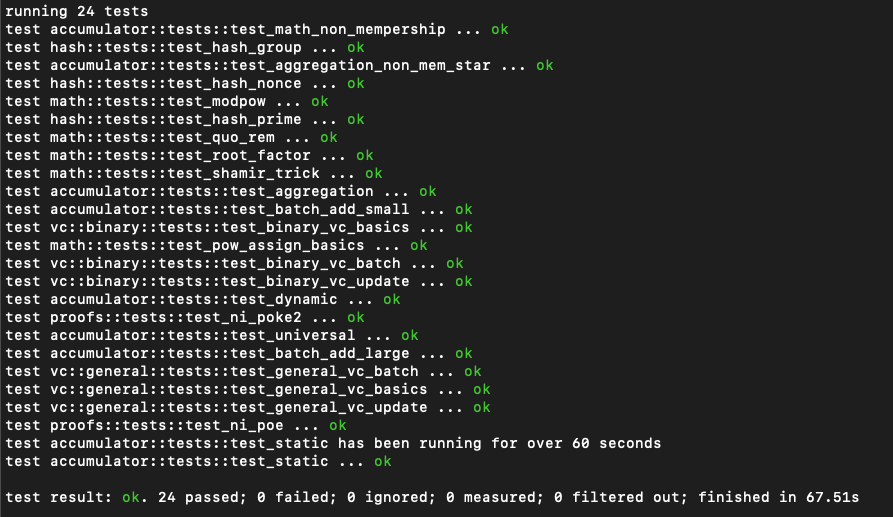 running 24 tests
test accumulator::tests::test_math_non_mempership ... ok
test hash::tests::test_hash_group ... ok
test accumulator::tests::test_aggregation_non_mem_star ... ok
test hash::tests::test_hash_nonce ... ok
test math::tests::test_modpow ... ok
test hash::tests::test_hash_prime ... ok
test math::tests::test_quo_rem ... ok
test math::tests::test_root_factor ... ok
test math::tests::test_shamir_trick ... ok
test accumulator::tests::test_aggregation ... ok
test accumulator::tests::test_batch_add_small ... ok
test vc::binary::tests::test_binary_vc_basics ... ok
test math::tests::test_pow_assign_basics ... ok
test vc::binary::tests::test_binary_vc_batch ... ok
test vc::binary::tests::test_binary_vc_update ... ok
test accumulator::tests::test_dynamic ... ok
test proofs::tests::test_ni_poke2 ... ok
test accumulator::tests::test_universal ... ok
test accumulator::tests::test_batch_add_large ... ok
test vc::general::tests::test_general_vc_batch ... ok
test vc::general::tests::test_general_vc_basics ... ok
test vc::general::tests::test_general_vc_update ... ok
test proofs::tests::test_ni_poe ... ok
test accumulator::tests::test_static has been running for over 60 seconds
test accumulator::tests::test_static ... ok
test result: ok. 24 passed; 0 failed; 0 ignored; 0 measured; 0 filtered out; finished in 67.51s